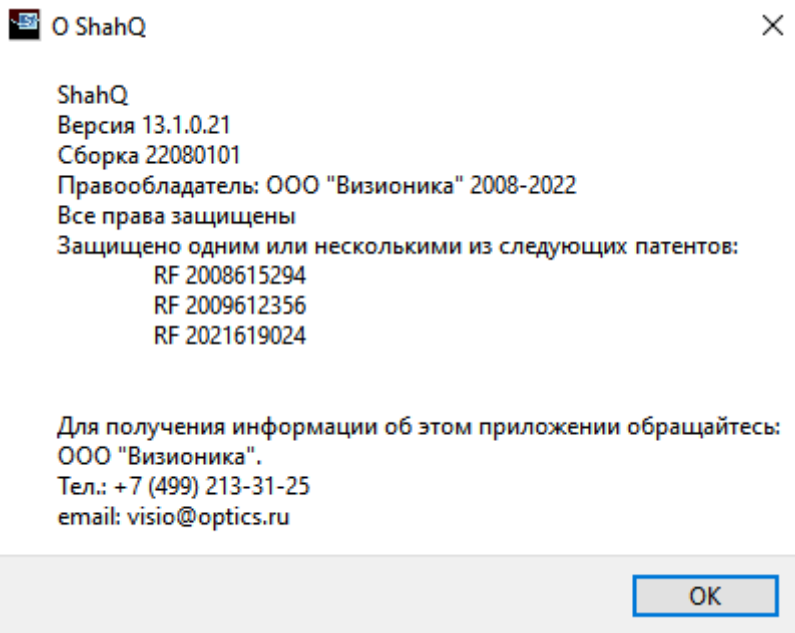 О ShahQ
ShahQ
Версия 13.1.0.21
Сборка 22080101
Правообладатель: ООО "Визионика" 2008-2022
Все права защищены
Защищено одним или несколькими из следующих патентов:
RF 2008615294
RF 2009612356
RF 2021619024
Для получения информации об этом приложении обращайтесь:
ООО "Визионика".
Тел.: +7 (499) 213-31-25
email: visio@optics.ru
ОК